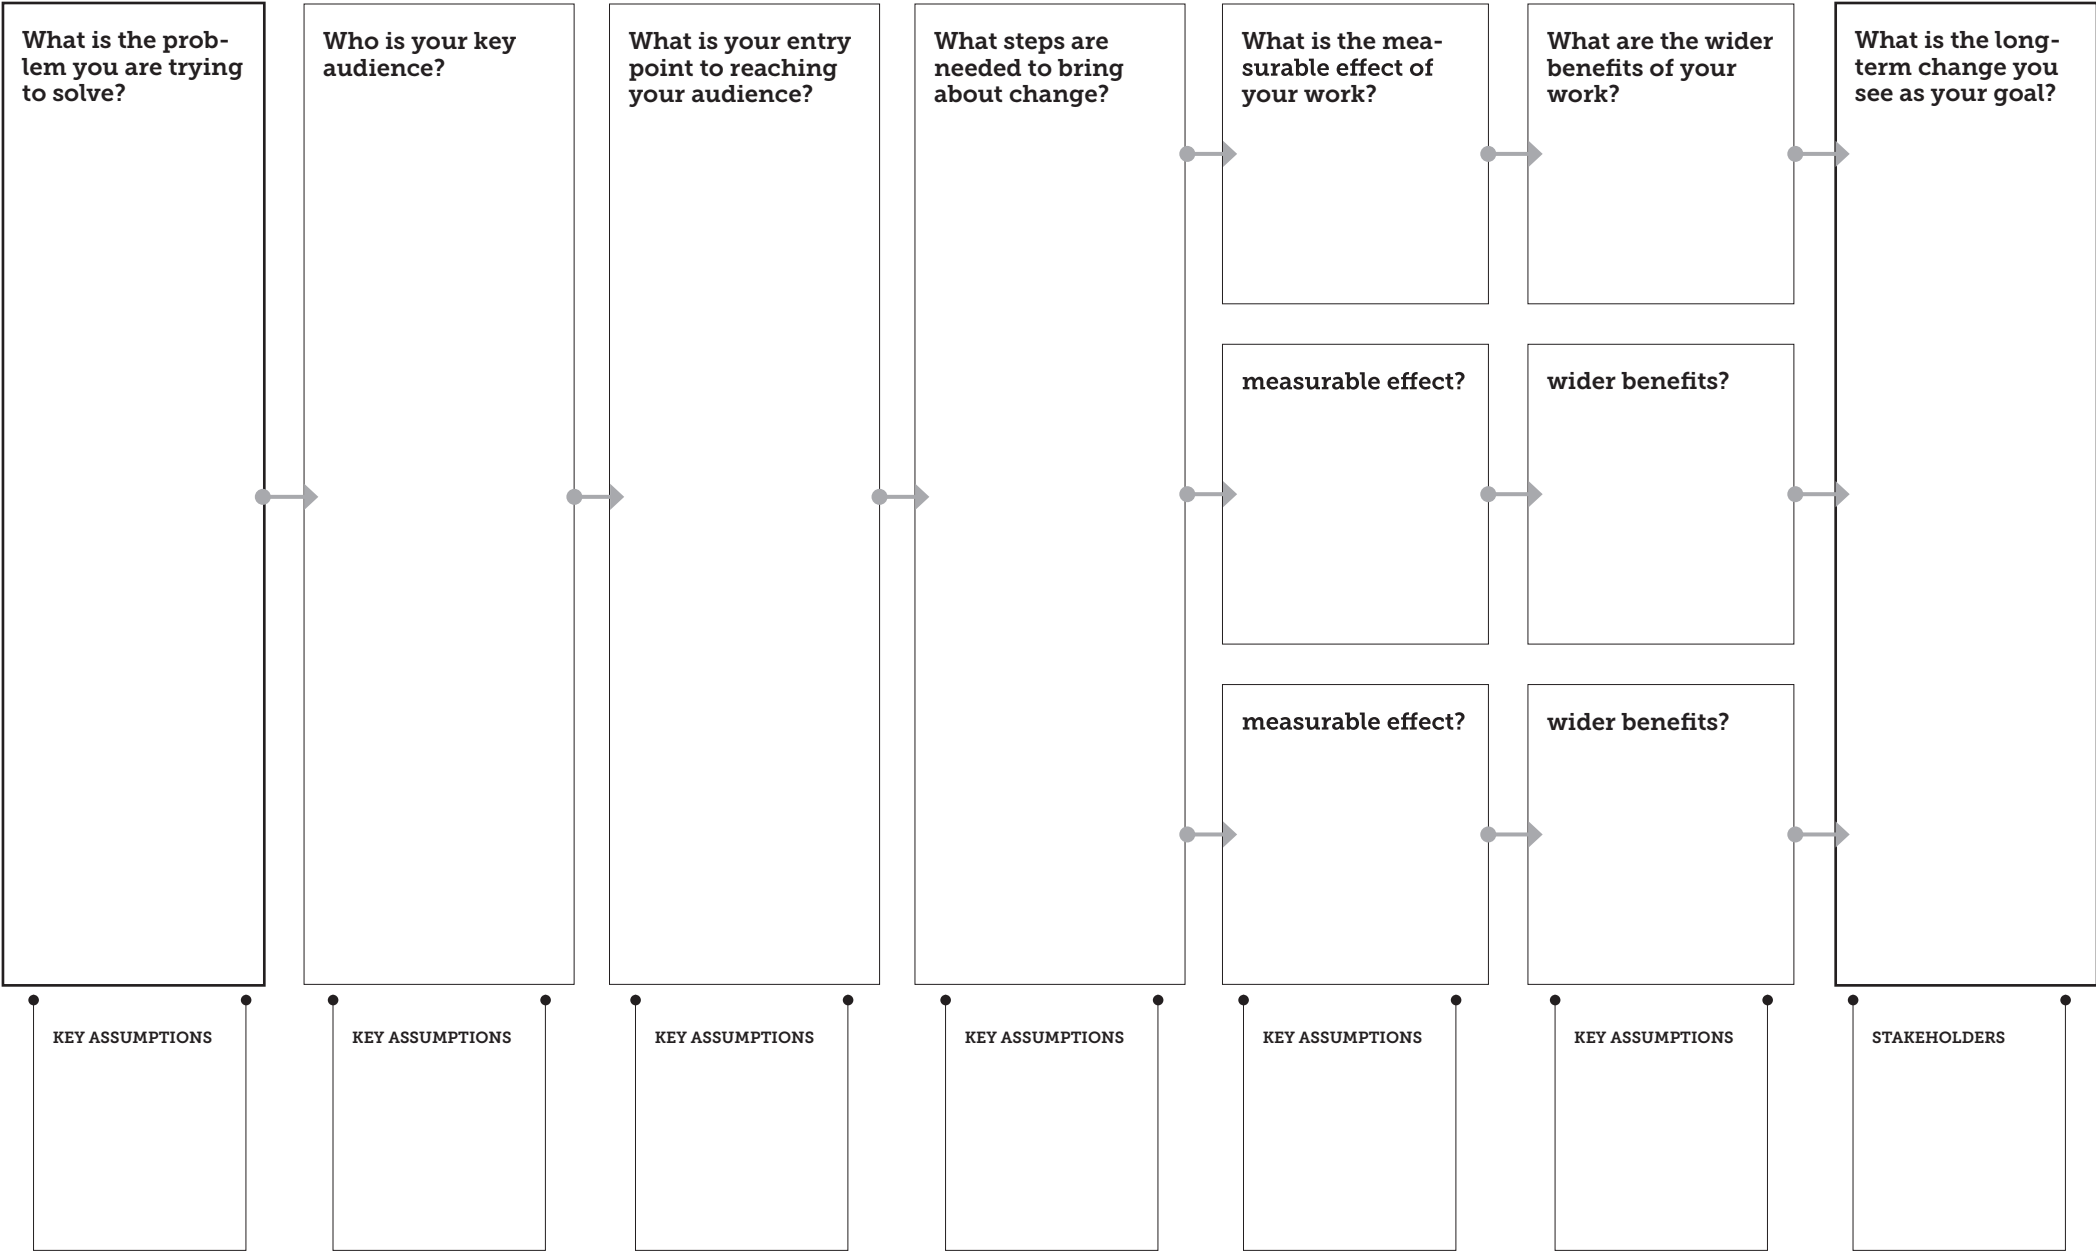 What is the prob-
lem you are trying
to solve?
Who is your key
audience?
What is your entry
point to reaching
your audience?
What steps are
needed to bring
about change?
What is the mea-
surable effect of
your work?
What are the wider
benefits of your
work?
What is the long-
term change you
see as your goal?
measurable effect?
wider benefits?
measurable effect?
wider benefits?
KEY ASSUMPTIONS
KEY ASSUMPTIONS
KEY ASSUMPTIONS
KEY ASSUMPTIONS
KEY ASSUMPTIONS
KEY ASSUMPTIONS
STAKEHOLDERS